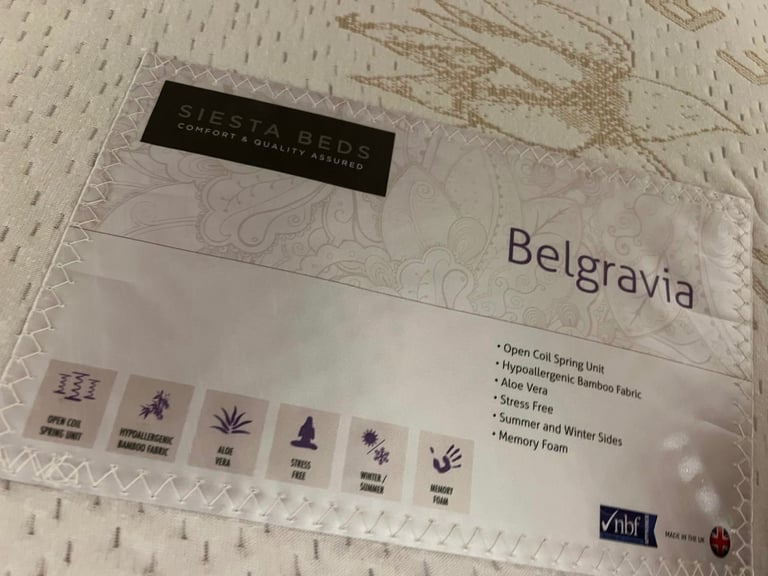 SIESTA BEDS
COMFORT & QUALITY ASSURED
Belgravia
• Open Coil Spring Unit
• Hypoallergenic Bamboo Fabric
• Aloe Vera
• Stress Free
• Summer and Winter Sides
• Memory Foam
OPEN COIL
SPRING UNIT
HYPOALLERGENIC
BAMBOO FABRIC
ALOE
VERA
STRESS
FREE
WINTER/
SUMMER
MEMORY
FOAM
nbf
MADE IN THE UK